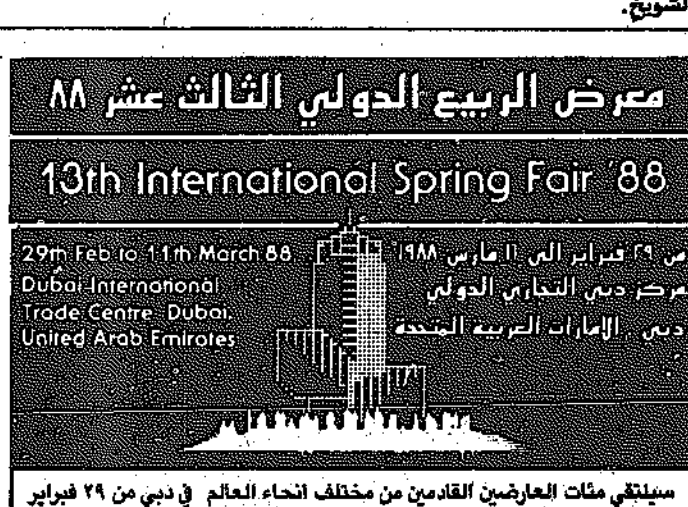 الشويخ.
معرض الربيع الدولي الثالث عشر ٨٨
13th International Spring Fair '88
29th Feb to 11th March 88
Dubai International
Trade Centre Dubai,
United Arab Emirates
من ٢٩ فبراير الى ١١ مارس ١٩٨٨
مركز دبي التجاري الدولي
دبي . الإمارات العربية المتحدة
سيلتقي مئات العارضين القادمين من مختلف انحاء العالم في دبي من ٢٩ فبراير